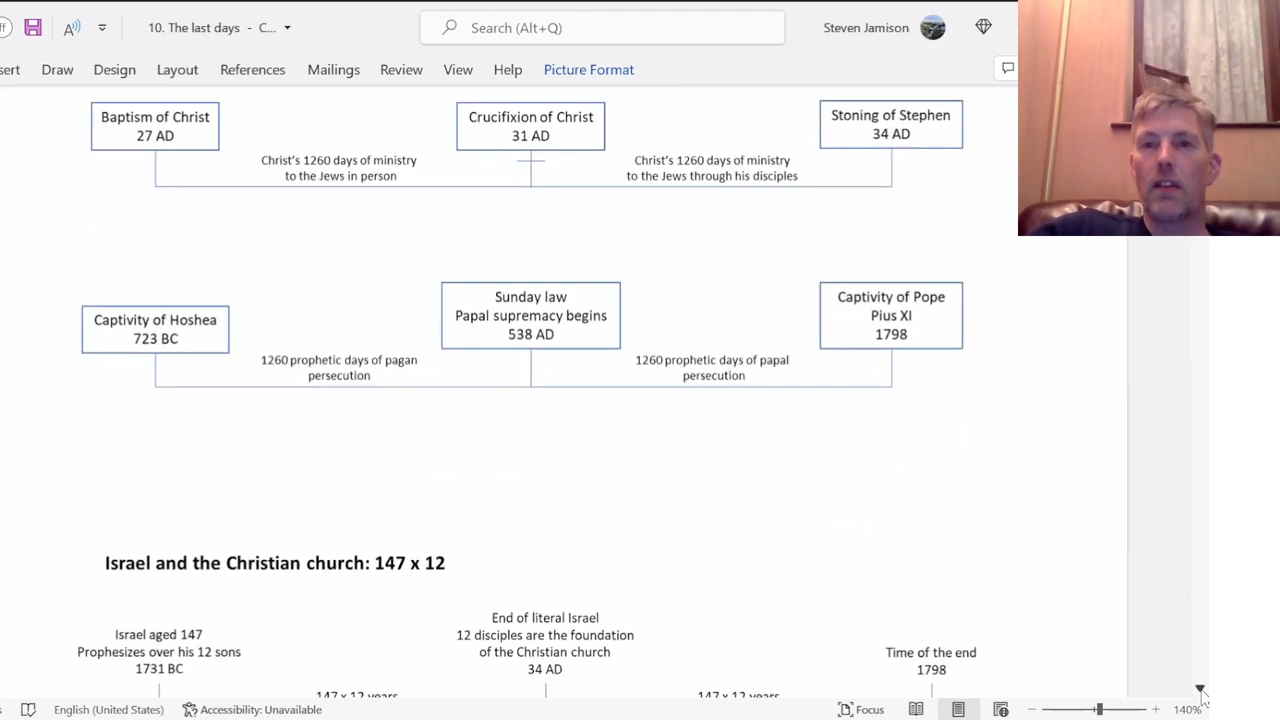 10. The last days - C...
Search (Alt+Q)
Steven Jamison
Draw
Design
Layout
References
Mailings
Review
View
Help
Picture Format
Baptism of Christ
27 AD
Crucifixion of Christ
31 AD
Stoning of Stephen
34 AD
Christ's 1260 days of ministry
to the Jews in person
Christ's 1260 days of ministry
to the Jews through his disciples
Captivity of Hoshea
723 BC
Sunday law
Papal supremacy begins
538 AD
Captivity of Pope
Pius XI
1798
1260 prophetic days of pagan
persecution
1260 prophetic days of papal
persecution
Israel and the Christian church: 147 x 12
Israel aged 147
Prophesizes over his 12 sons
1731 BC
End of literal Israel
12 disciples are the foundation
of the Christian church
34 AD
Time of the end
1798
147 x 12 years
147 x 12 years
English (United States)
Accessibility: Unavailable
Focus
140%